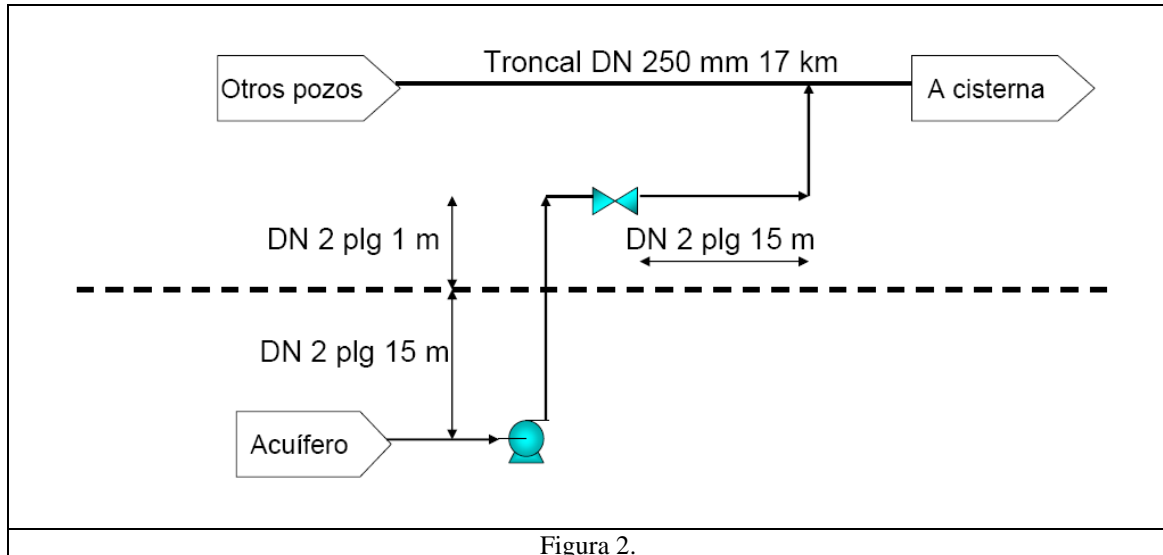 Troncal DN 250 mm 17 km
Otros pozos
A cisterna
DN 2 plg 1 m
DN 2 plg 15 m
DN 2 plg 15 m
Acuífero
Figura 2.